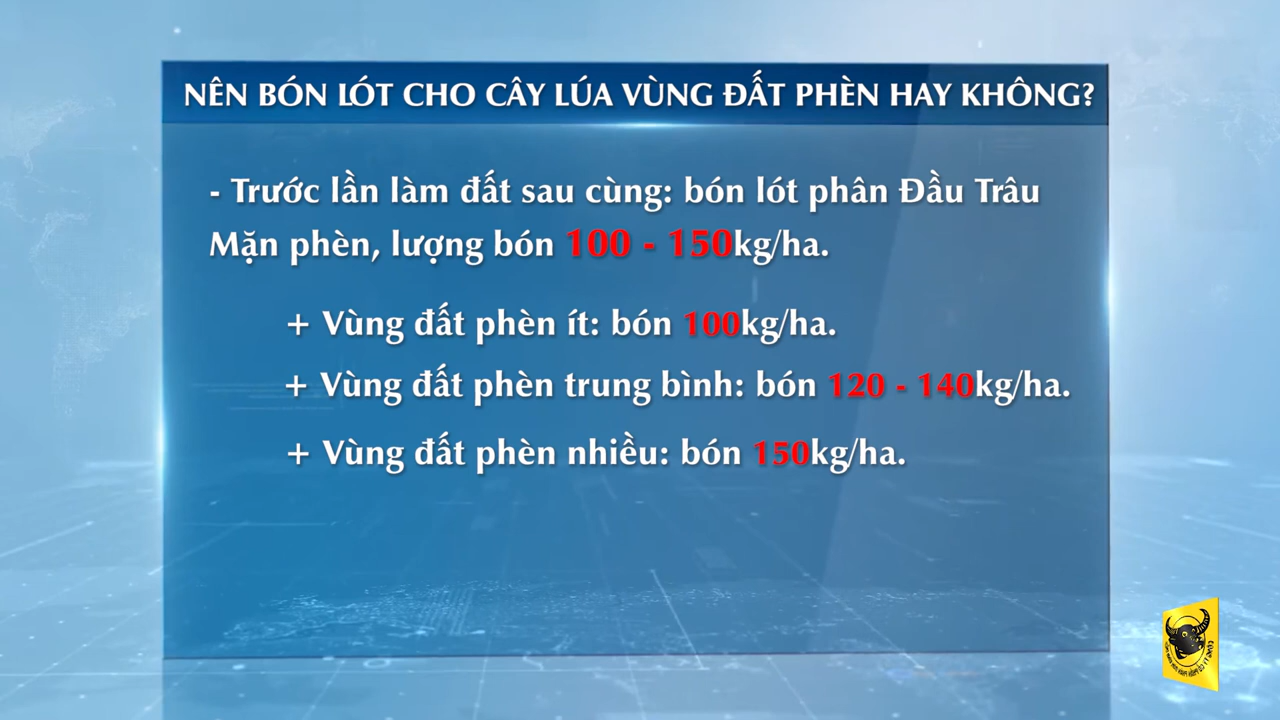 NÊN BÓN LÓT CHO CÂY LÚA VÙNG ĐẤT PHÈN HAY KHÔNG?
- Trước lần làm đất sau cùng: bón lót phân Đầu Trâu
Mặn phèn, lượng bón 100 - 150kg/ha.
+ Vùng đất phèn ít: bón 100kg/ha.
+ Vùng đất phèn trung bình: bón 120 - 140kg/ha.
+ Vùng đất phèn nhiều: bón 150kg/ha.